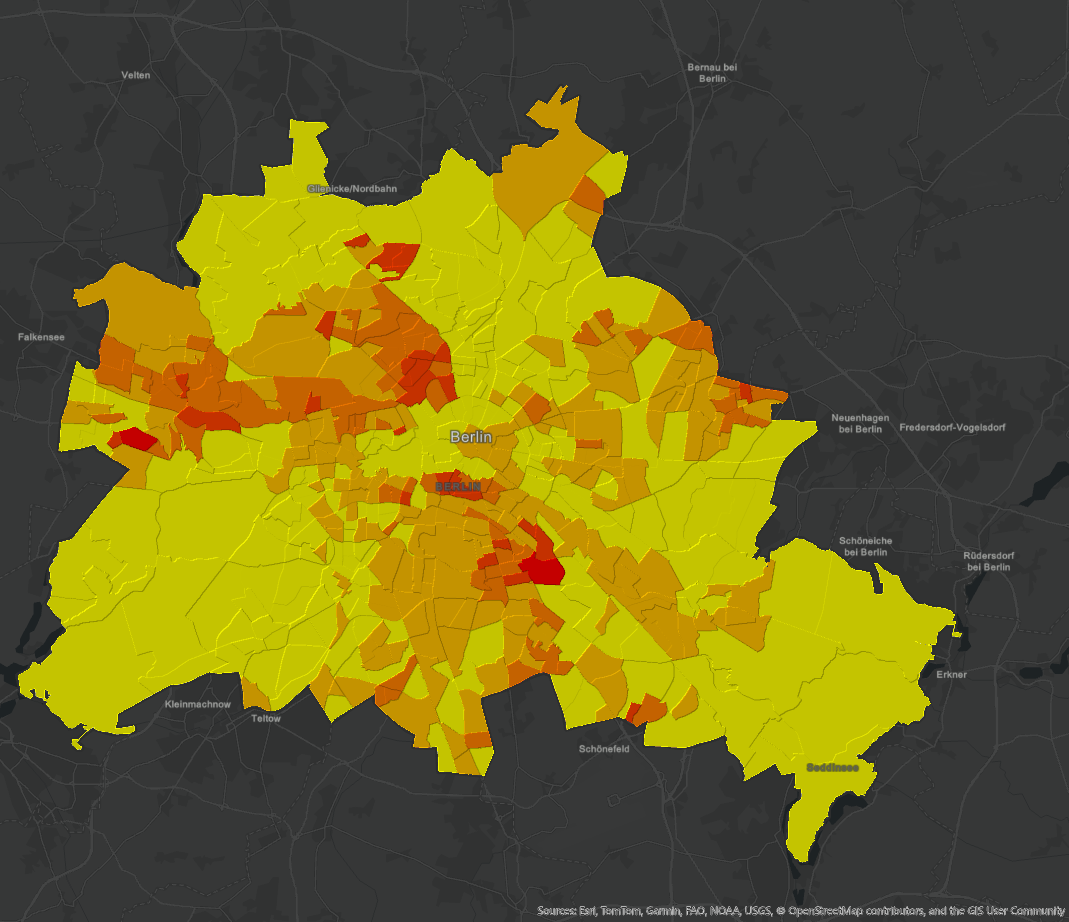 Bernau bei
Berlin
Velten
Glienicke/Nordbahn
Falkensee
Neuenhagen
bei Berlin
Fredersdorf-Vogelsdorf
Berlin
BERLIN
Schöneiche
bei Berlin
Rüdersdorf
bei Berlin
Erkner
Kleinmachnow
Teltow
Schönefeld
Seddinsee
Sources: Esri, TomTom, Garmin, FAO, NOAA, USGS, © OpenStreetMap contributors, and the GIS User Community